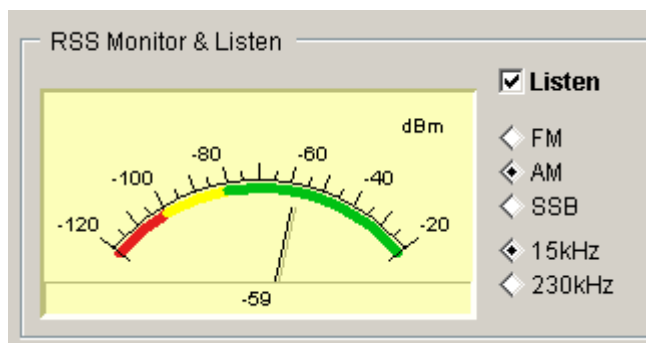 RSS Monitor & Listen
Listen
dBm
-120
-100
-80
-60
-40
-20
-59
FM
AM
SSB
15kHz
230kHz